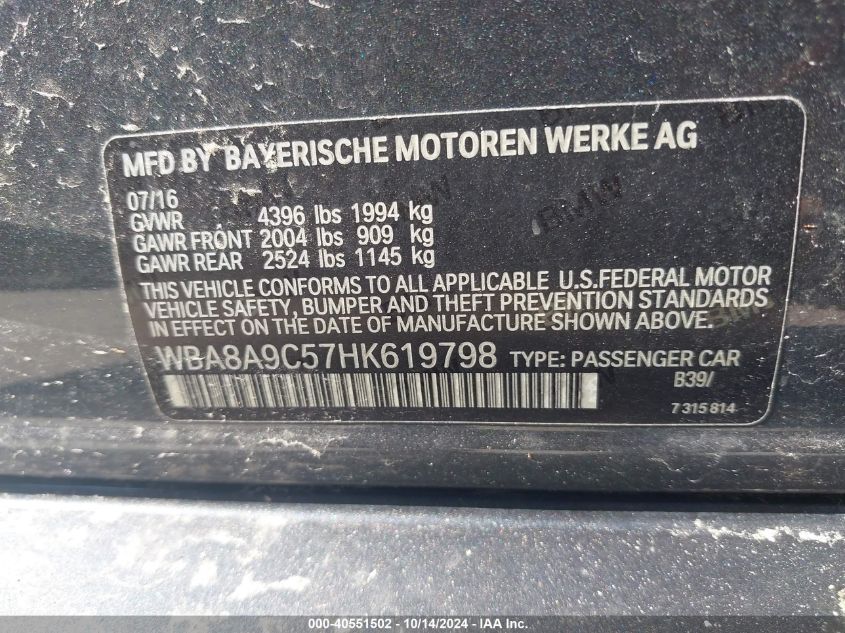 MFD BY BAYERISCHE MOTOREN WERKE AG
07/16
GVWR 4396 lbs 1994 kg
GAWR FRONT 2004 lbs 909 kg
GAWR REAR 2524 lbs 1145 kg
THIS VEHICLE CONFORMS TO ALL APPLICABLE U.S.FEDERAL MOTOR
VEHICLE SAFETY, BUMPER AND THEFT PREVENTION STANDARDS
IN EFFECT ON THE DATE OF MANUFACTURE SHOWN ABOVE.
WBA8A9C57HK619798 TYPE: PASSENGER CAR
B39/
7 315 814
000-40551502 - 10/14/2024 - IAA Inc.